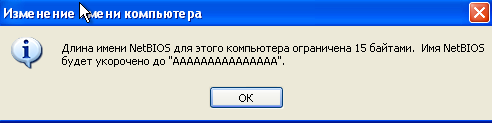 Изменение имени компьютера
Длина имени NetBIOS для этого компьютера ограничена 15 байтами. Имя NetBIOS
будет укорочено до "AAAAAAAAAAAAAAA".
OK